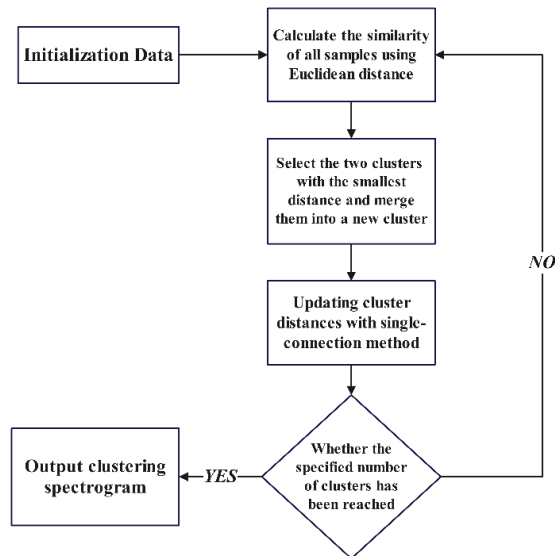 Initialization Data
Calculate the similarity
of all samples using
Euclidean distance
Select the two clusters
with the smallest
distance and merge
them into a new cluster
NO
Updating cluster
distances with single-
connection method
Whether the
specified number
of clusters has
been reached
YES
Output clustering
spectrogram